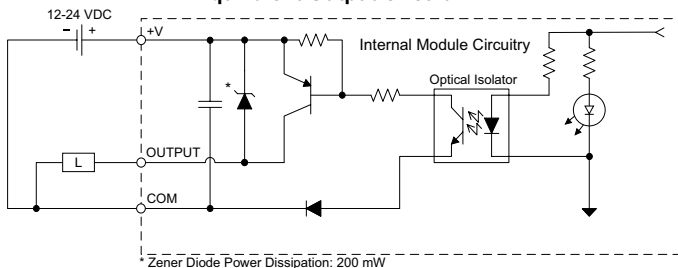 12-24 VDC
− +
+V
Internal Module Circuitry
Optical Isolator
*
OUTPUT
L
COM
* Zener Diode Power Dissipation: 200 mW